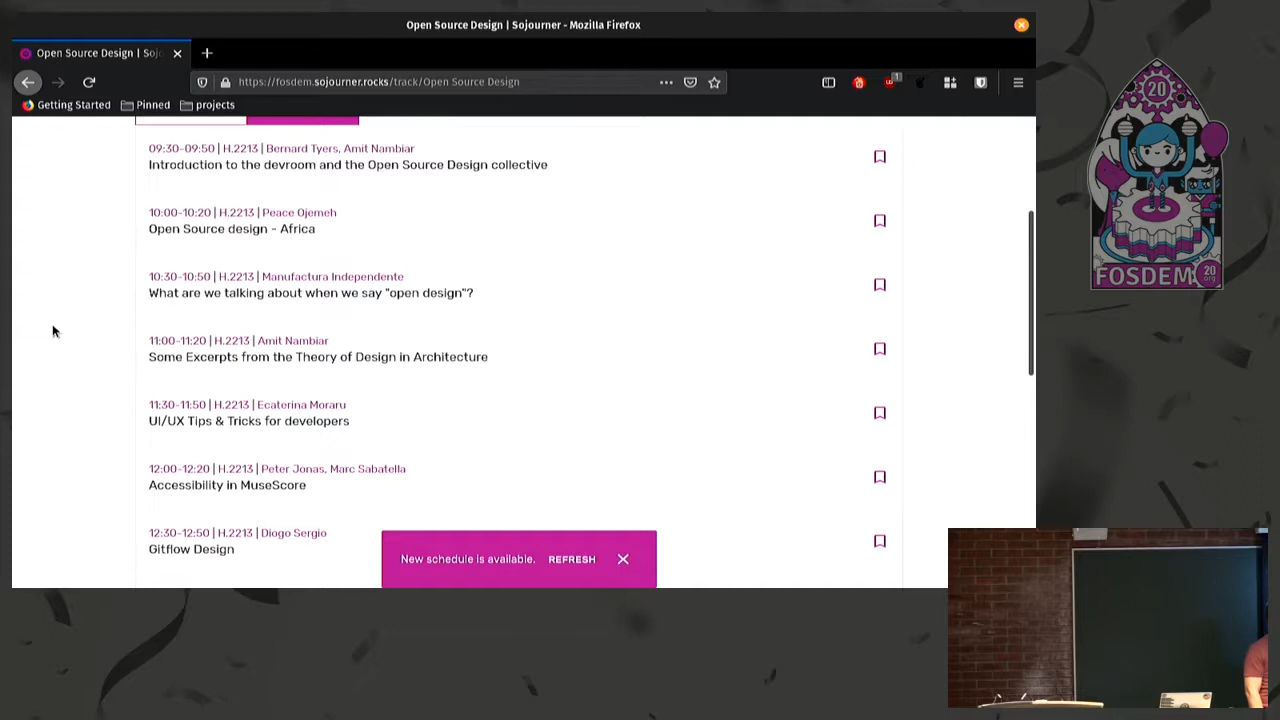 Open Source Design | Sojourner - Mozilla Firefox
Open Source Design | Sojo
https://fosdem.sojourner.rocks/track/Open Source Design
1
Getting Started
Pinned
projects
09:30-09:50 | H.2213 | Bernard Tyers, Amit Nambiar
Introduction to the devroom and the Open Source Design collective
10:00-10:20 | H.2213 | Peace Ojemeh
Open Source design - Africa
10:30-10:50 | H.2213 | Manufactura Independente
What are we talking about when we say "open design"?
11:00-11:20 | H.2213 | Amit Nambiar
Some Excerpts from the Theory of Design in Architecture
11:30-11:50 | H.2213 | Ecaterina Moraru
UI/UX Tips & Tricks for developers
12:00-12:20 | H.2213 | Peter Jonas, Marc Sabatella
Accessibility in MuseScore
12:30-12:50 | H.2213 | Diogo Sergio
Gitflow Design
New schedule is available. REFRESH
20
FOSDEM
20
.org